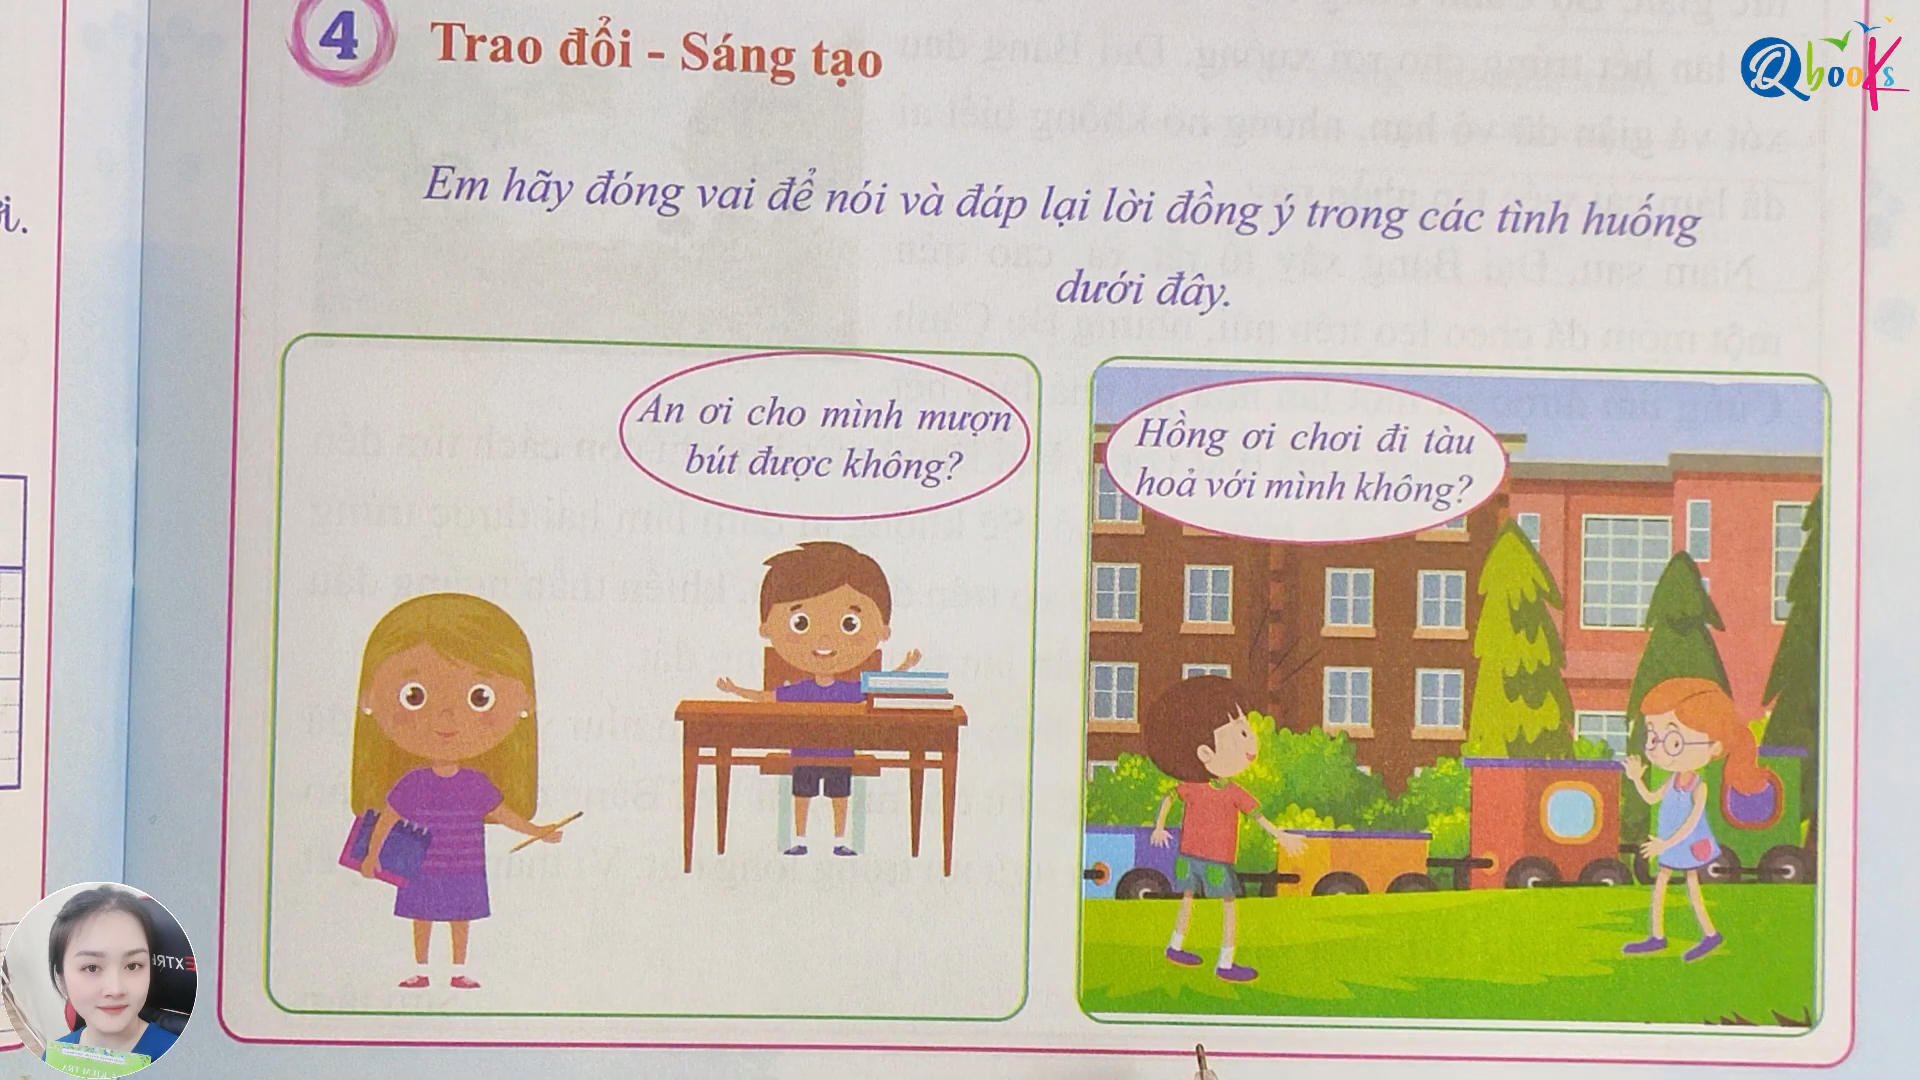 4
Trao đổi - Sáng tạo
Qbooks
Em hãy đóng vai để nói và đáp lại lời đồng ý trong các tình huống
dưới đây.
An ơi cho mình mượn
bút được không?
Hồng ơi chơi đi tàu
hoả với mình không?